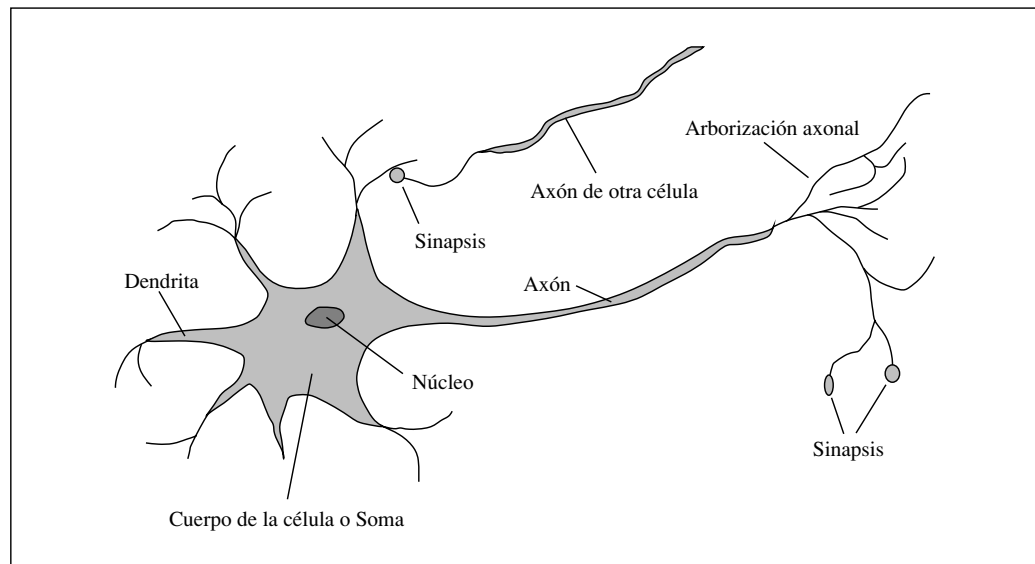 Arborización axonal
Axón de otra célula
Sinapsis
Dendrita
Axón
Núcleo
Sinapsis
Cuerpo de la célula o Soma